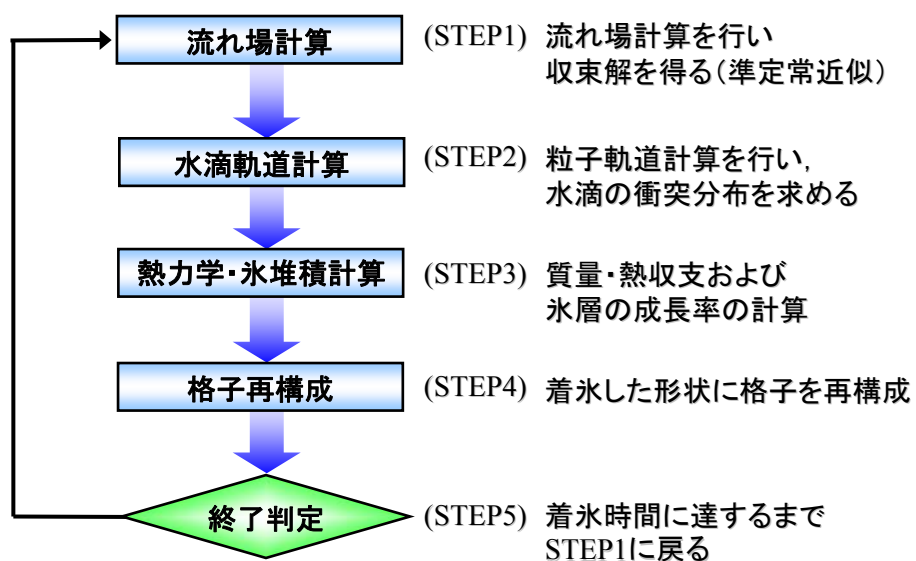 流れ場計算
(STEP1) 流れ場計算を行い
収束解を得る（準定常近似）
水滴軌道計算
(STEP2) 粒子軌道計算を行い，
水滴の衝突分布を求める
熱力学・氷堆積計算
(STEP3) 質量・熱収支および
氷層の成長率の計算
格子再構成
(STEP4) 着氷した形状に格子を再構成
終了判定
(STEP5) 着氷時間に達するまで
STEP1に戻る